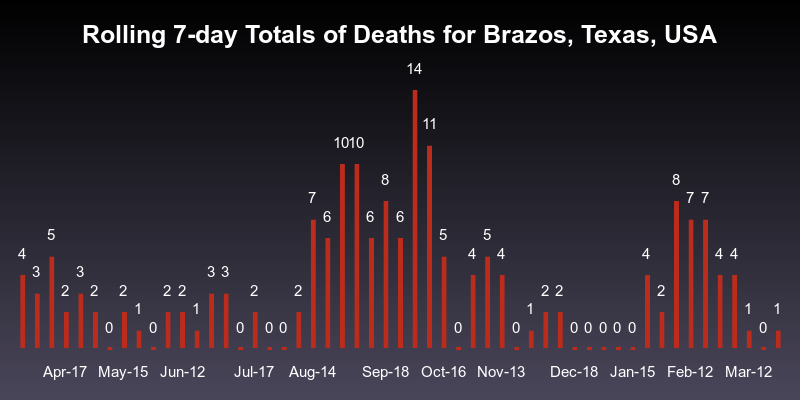 Rolling 7-day Totals of Deaths for Brazos, Texas, USA
4 3 5 2 3 2 0 2 1 0 2 2 1 3 3 0 2 0 0 2 7 6 10 10 6 8 6 14 11 5 0 4 5 4 0 1 2 2 0 0 0 0 0 4 2 8 7 7 4 4 1 0 1
Apr-17 May-15 Jun-12 Jul-17 Aug-14 Sep-18 Oct-16 Nov-13 Dec-18 Jan-15 Feb-12 Mar-12